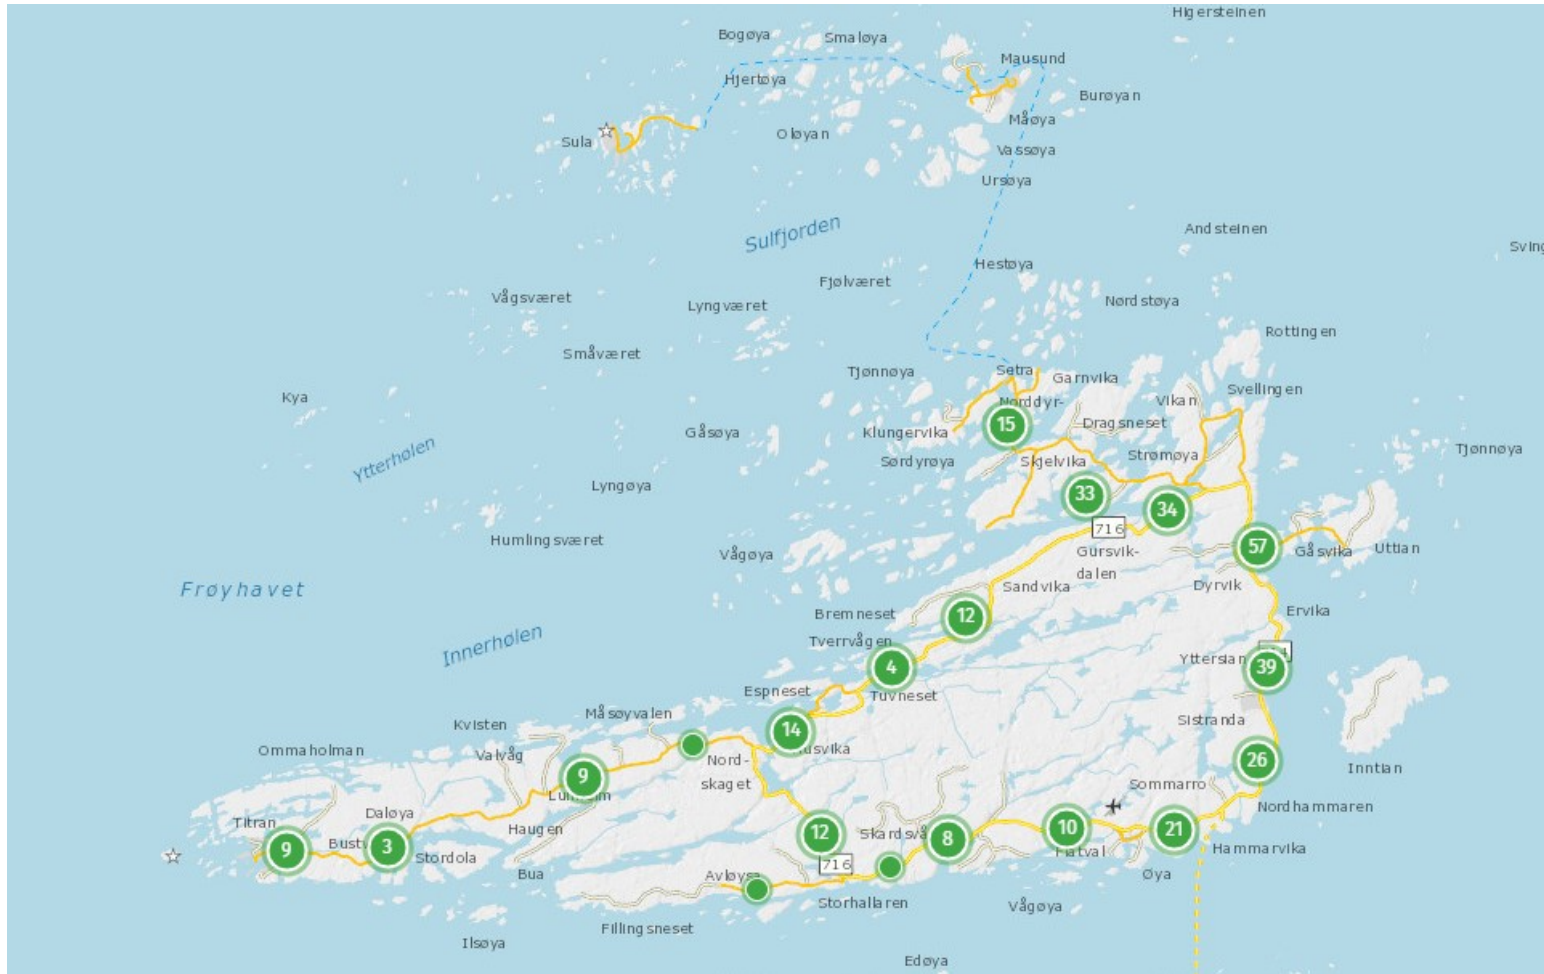 Higersteinen
Bogøya
Smaløya
Mausund
Hjertøya
Burøyan
Måøya
Oløyan
Sula
Vassøya
Ursøya
Sulfjorden
Andsteinen
Sving
Hestøya
Fjølværet
Vågsværet
Lyngværet
Nordstøya
Rottingen
Småværet
Tjønnøya
Setra
Garnvika
Svellingen
Kya
Norddyr-
Vikan
15
Dragsneset
Gåsøya
Klungervika
Ytterhølen
Sørdyrøya
Skjelvika
Strømøya
Tjønnøya
Lyngøya
33
34
716
Humlingsværet
Vågøya
Gursvik-
dalen
57
Gåsvika
Uttian
Frøyhavet
Sandvika
Dyrvik
Bremneset
12
Ervika
Innerhølen
Tverrvågen
4
Yttersian
39
Espneset
Tuvneset
Måsøyvalen
Kvisten
Sistranda
14
Ommaholman
Valvåg
Nord-
skaget
26
Inntian
9
Sommarro
Daløya
Nordhammaren
Titran
Haugen
12
Skardsvå
8
10
21
9
3
Stordola
716
Flatval
Hammarvika
Bua
Avløysa
Øya
Storhallaren
Vågøya
Fillingsneset
Ilsøya
Edøya